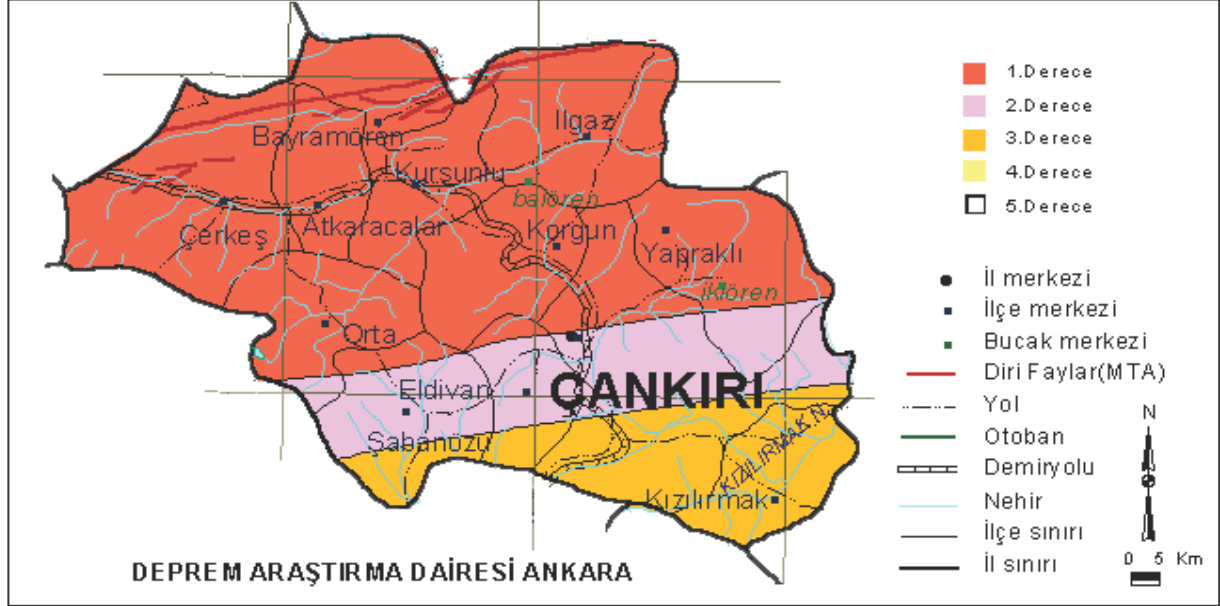 İlgaz
Bayramören
Kurşunlu
balören
Çerkeş
Atkaracalar
Korgun
Yapraklı
ikiören
Orta
Eldivan
ÇANKIRI
Şabanözü
KIZILIRMAK N.
Kızılırmak
DEPREM ARAŞTIRMA DAİRESİ ANKARA
1.Derece
2.Derece
3.Derece
4.Derece
5.Derece
İl merkezi
İlçe merkezi
Bucak merkezi
Diri Faylar(MTA)
Yol
Otoban
Demiryolu
Nehir
İlçe sınırı
İl sınırı
N
0 5 Km